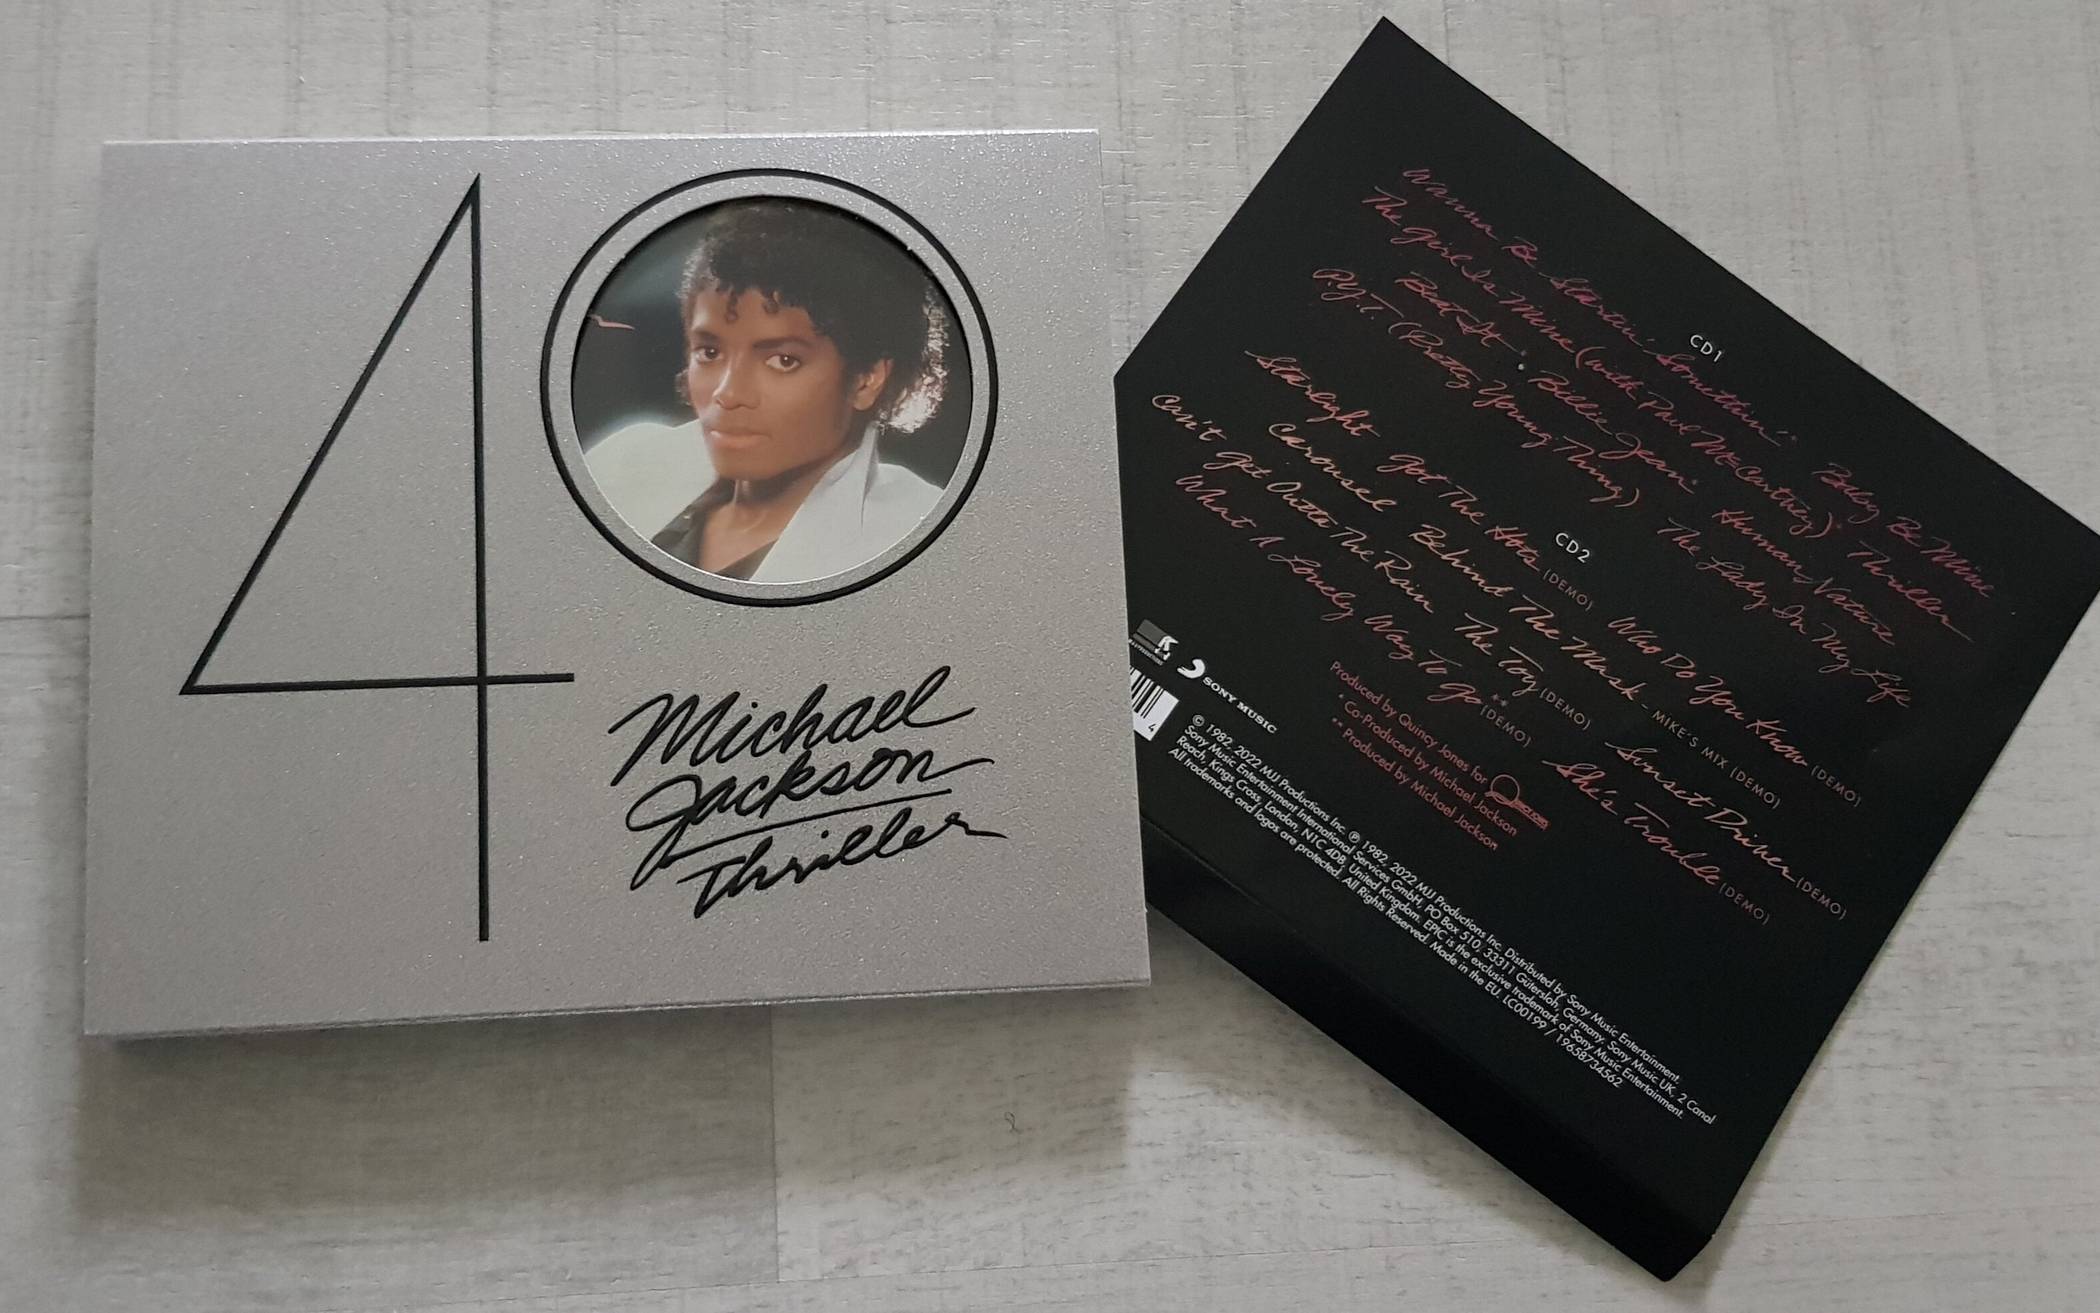 40
Michael
Jackson
Thriller
CD1
Wanna Be Startin' Somethin'* Baby Be Mine
The Girl Is Mine (with Paul McCartney)* Thriller
Beat It* Billie Jean* Human Nature
P.Y.T. (Pretty Young Thing) The Lady In My Life
CD2
Starlight Got The Hots (DEMO) Who Do You Know (DEMO)
Carousel Behind The Mask - MIKE'S MIX (DEMO) Sunset Driver (DEMO)
Can't Get Outta The Rain The Toy (DEMO) She's Trouble (DEMO)
What A Lonely Way To Go** (DEMO)
Produced by Quincy Jones for
* Co-Produced by Michael Jackson
** Produced by Michael Jackson
SONY MUSIC
4
© 1982, 2022 MJJ Productions Inc. ℗ 1982, 2022 MJJ Productions Inc. Distributed by Sony Music Entertainment.
Sony Music Entertainment International Services GmbH, PO Box 510, 33311 Gütersloh, Germany. Sony Music UK, 2 Canal
Reach, Kings Cross, London, N1C 4DB, United Kingdom. EPIC is the exclusive trademark of Sony Music Entertainment.
All trademarks and logos are protected. All Rights Reserved. Made in the EU. LC00199 / 19658734562